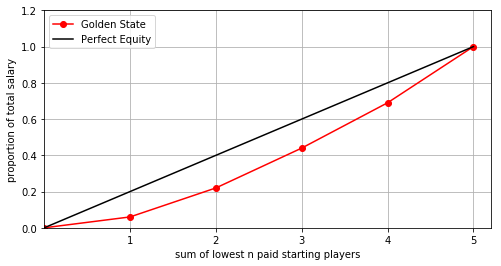 Golden State
Perfect Equity
1.2
1.0
0.8
0.6
0.4
0.2
0.0
proportion of total salary
1 2 3 4 5
sum of lowest n paid starting players